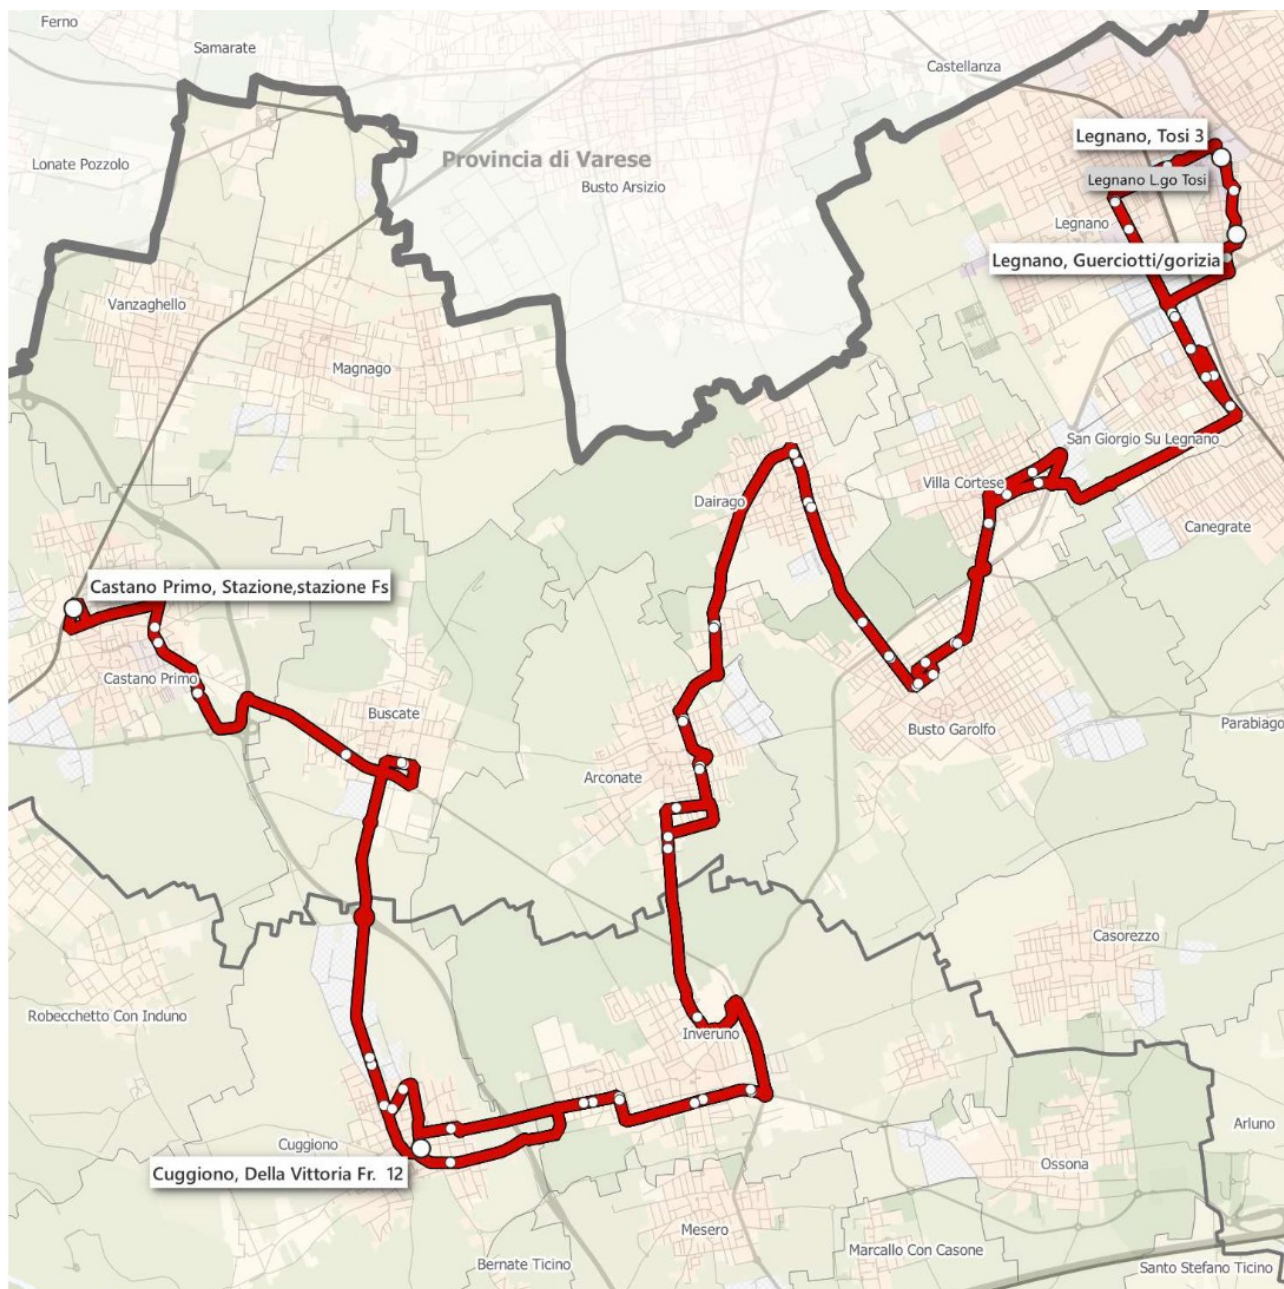 Ferno
Samarate
Castellanza
Lonate Pozzolo
Provincia di Varese
Busto Arsizio
Legnano, Tosi 3
Legnano L.go Tosi
Legnano
Legnano, Guerciotti/gorizia
Vanzaghello
Magnago
San Giorgio Su Legnano
Villa Cortese
Dairago
Canegrate
Castano Primo, Stazione,stazione Fs
Castano Primo
Buscate
Busto Garolfo
Parabiago
Arconate
Casorezzo
Robecchetto Con Induno
Inveruno
Cuggiono
Arluno
Ossona
Cuggiono, Della Vittoria Fr. 12
Mesero
Marcallo Con Casone
Bernate Ticino
Santo Stefano Ticino